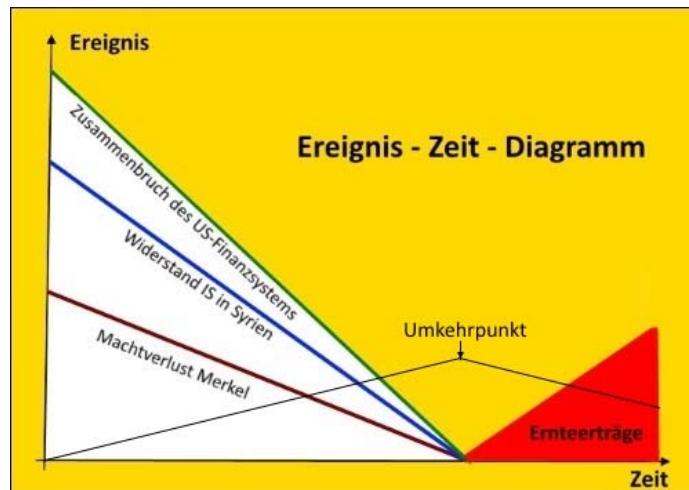 Ereignis
Ereignis - Zeit - Diagramm
Zusammenbruch des US-Finanzsystems
Widerstand IS in Syrien
Machtverlust Merkel
Umkehrpunkt
Ernteerträge
Zeit